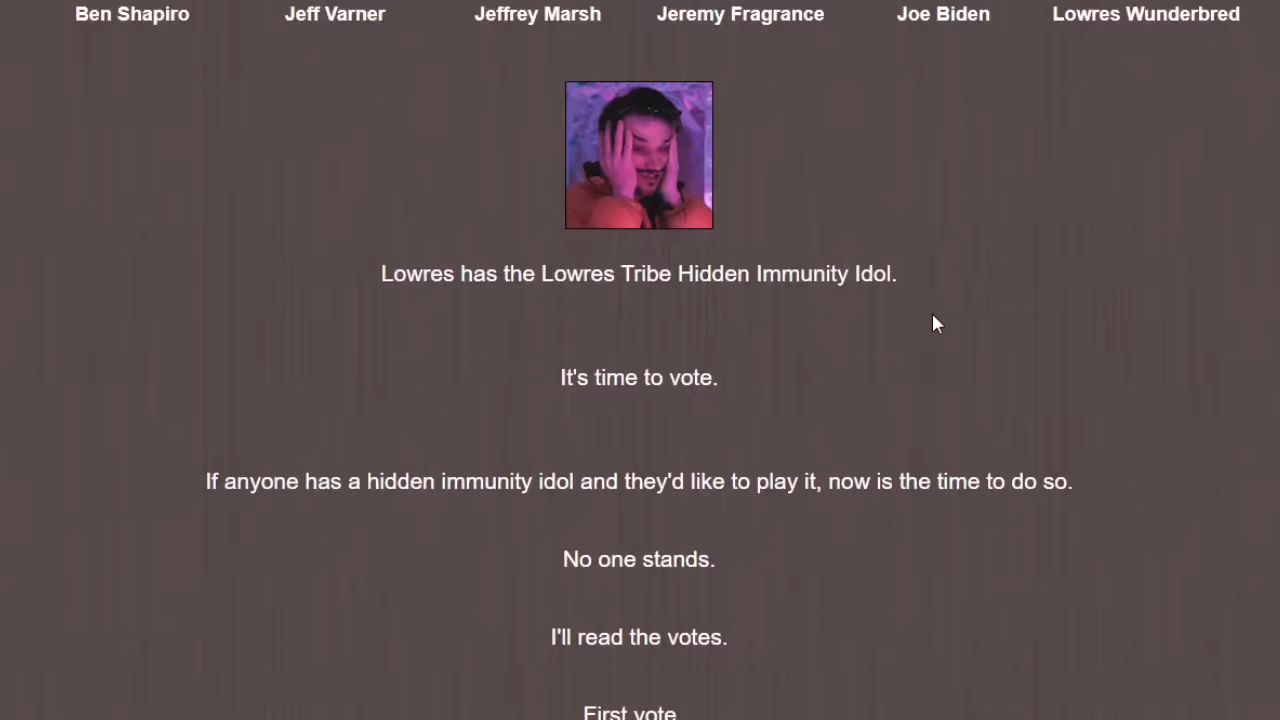 Ben Shapiro Jeff Varner Jeffrey Marsh Jeremy Fragrance Joe Biden Lowres Wunderbred
Lowres has the Lowres Tribe Hidden Immunity Idol.
It's time to vote.
If anyone has a hidden immunity idol and they'd like to play it, now is the time to do so.
No one stands.
I'll read the votes.
First vote